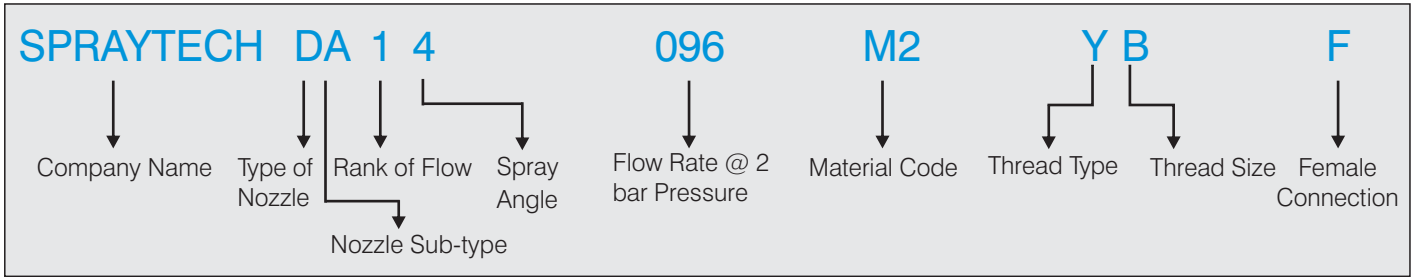 SPRAYTECH DA 1 4 096 M2 Y B F
Company Name Type of Rank of Flow Spray Flow Rate @ 2 Material Code Thread Type Thread Size Female
Nozzle Angle bar Pressure Connection
Nozzle Sub-type